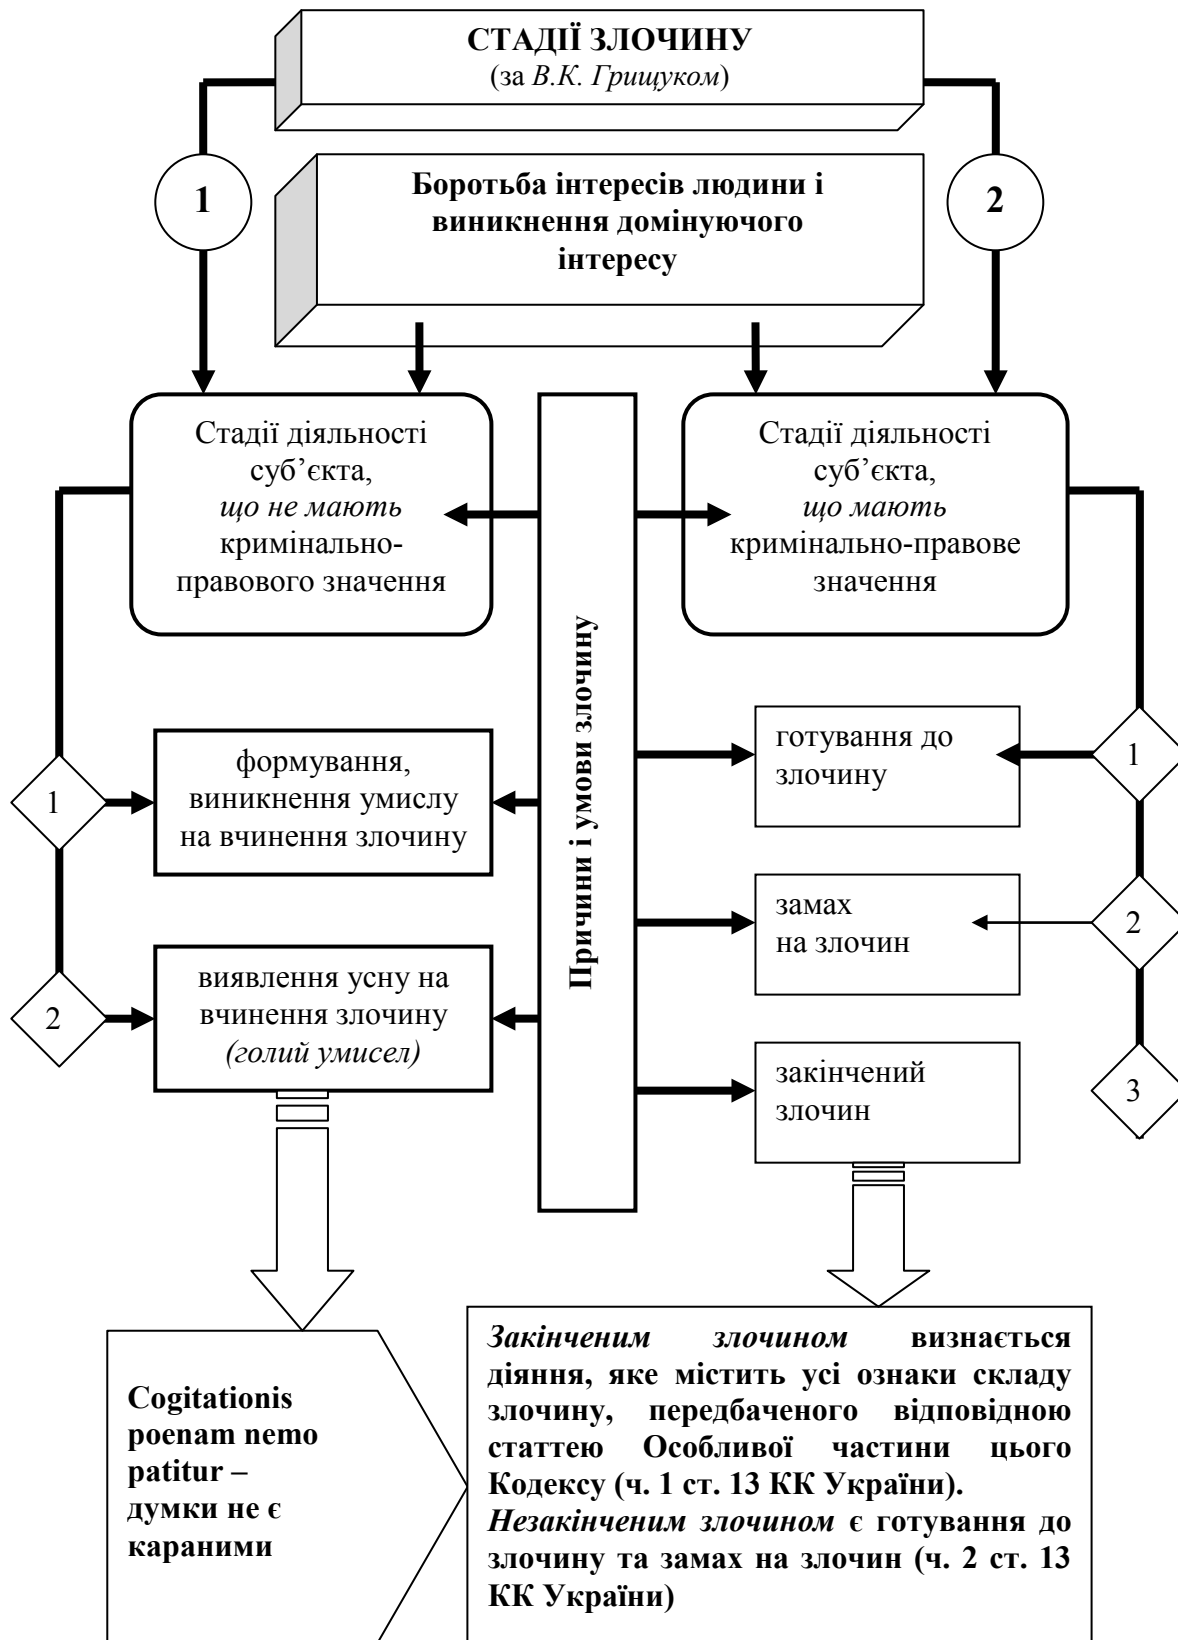 СТАДІЇ ЗЛОЧИНУ
(за В.К. Грищуком)
1
Боротьба інтересів людини і
виникнення домінуючого
інтересу
2
Стадії діяльності
суб’єкта,
що не мають
кримінально-
правового значення
Стадії діяльності
суб’єкта,
що мають
кримінально-правове
значення
Причини і умови злочину
1
формування,
виникнення умислу
на вчинення злочину
2
виявлення усну на
вчинення злочину
(голий умисел)
готування до
злочину
1
замах
на злочин
2
закінчений
злочин
3
Cogitationis
poenam nemo
patitur –
думки не є
караними
Закінченим злочином визнається
діяння, яке містить усі ознаки складу
злочину, передбаченого відповідною
статтею Особливої частини цього
Кодексу (ч. 1 ст. 13 КК України).
Незакінченим злочином є готування до
злочину та замах на злочин (ч. 2 ст. 13
КК України)